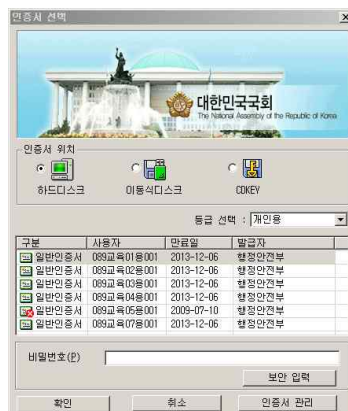 인증서 선택
대한민국국회
The National Assembly of the Republic of Korea
인증서 위치
하드디스크 이동식디스크 CDKEY
등급 선택 : 개인용
구분 사용자 만료일 발급자
일반인증서 089교육01용001 2013-12-06 행정안전부
일반인증서 089교육02용001 2013-12-06 행정안전부
일반인증서 089교육03용001 2013-12-06 행정안전부
일반인증서 089교육04용001 2013-12-06 행정안전부
일반인증서 089교육05용001 2009-07-10 행정안전부
일반인증서 089교육07용001 2013-12-06 행정안전부
비밀번호(P)
보안 입력
확인 취소 인증서 관리